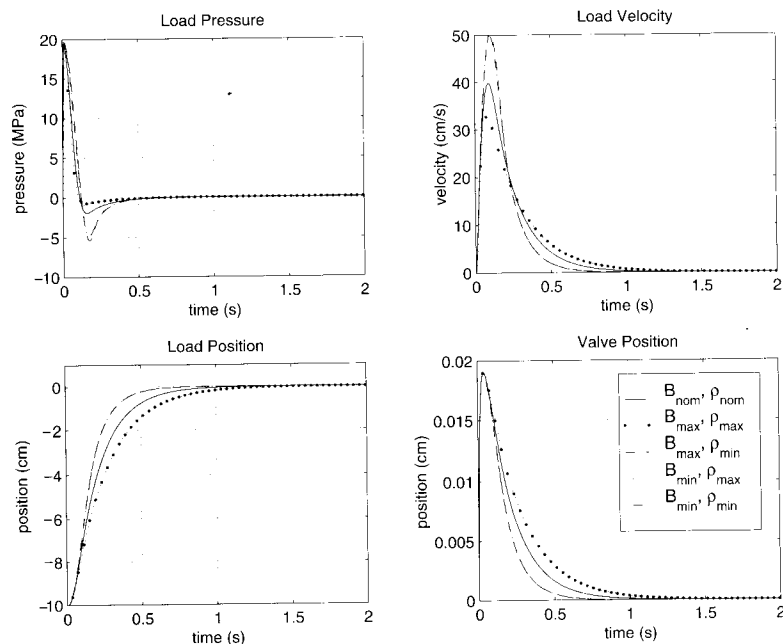 Load Pressure
20
15
10
5
0
−5
−10
pressure (MPa)
0
0.5
1
1.5
2
time (s)
Load Velocity
50
40
30
20
10
0
velocity (cm/s)
0
0.5
1
1.5
2
time (s)
Load Position
0
−2
−4
−6
−8
−10
position (cm)
0
0.5
1
1.5
2
time (s)
Valve Position
0.02
0.015
0.01
0.005
0
position (cm)
0
0.5
1
1.5
2
time (s)
B_nom, ρ_nom
B_max, ρ_max
B_max, ρ_min
B_min, ρ_max
B_min, ρ_min